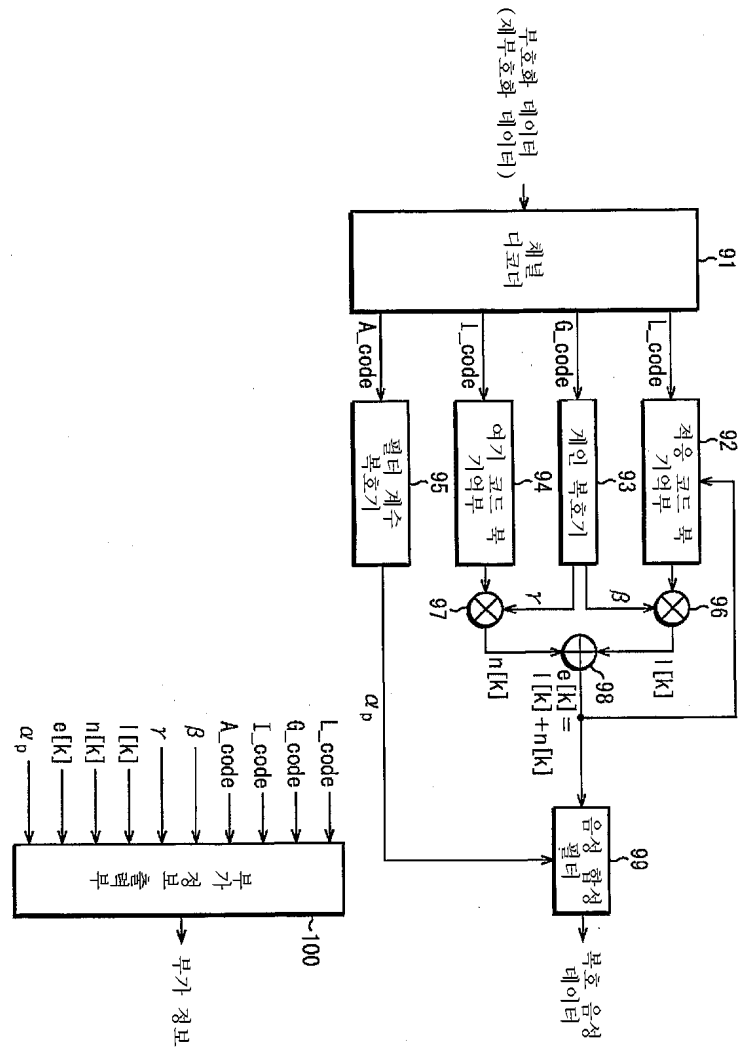 부호화 데이터
(재부호화 데이터)
91
채널
디코더
L_code
G_code
I_code
A_code
92
적응 코드 북
기억부
93
게인 복호기
94
여기 코드 북
기억부
95
필터 계수
복호기
96
β
l[k]
97
γ
n[k]
98
e[k]=
l[k]+n[k]
αp
99
음성 합성
필터
복호 음성
데이터
L_code
G_code
I_code
A_code
β
γ
l[k]
n[k]
e[k]
αp
부가 정보 출력부
100
부가 정보